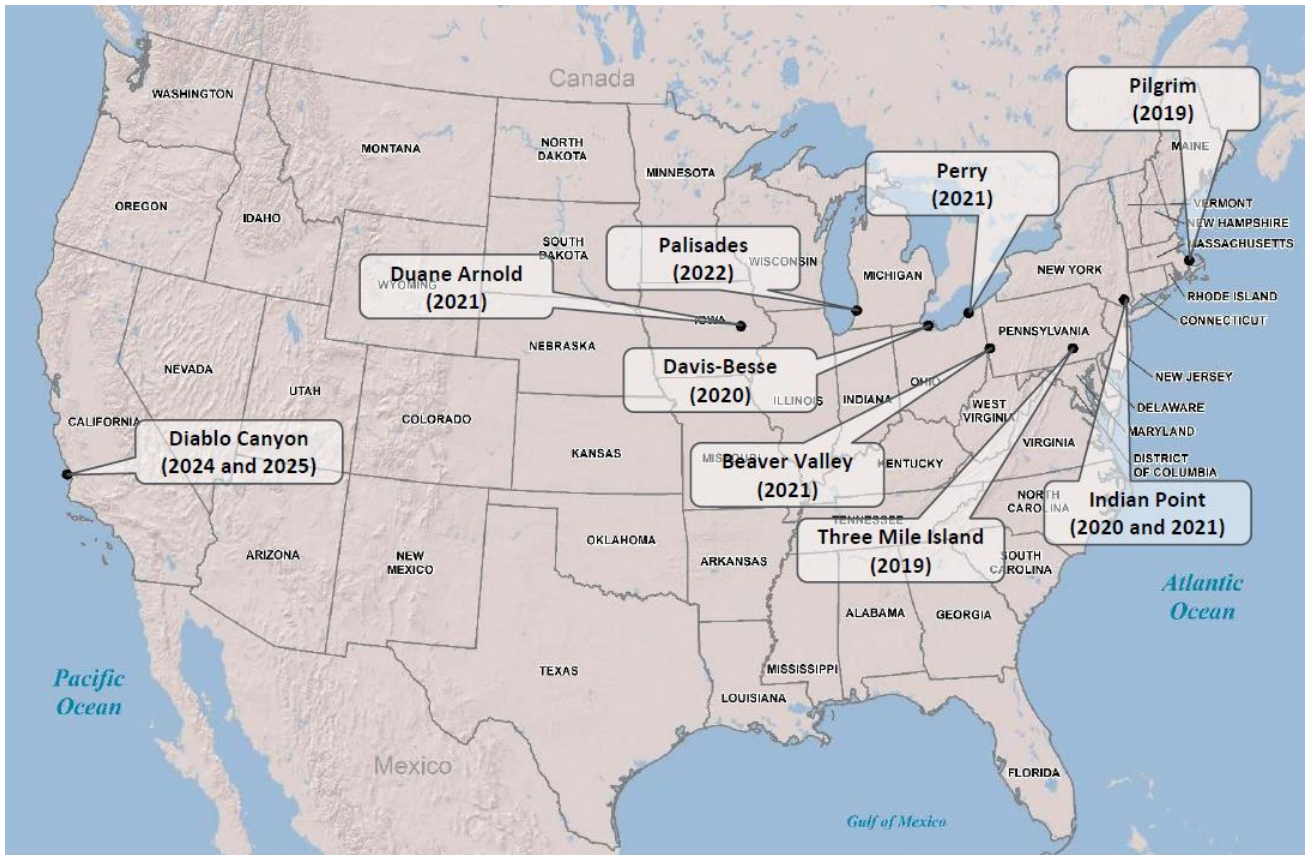 Canada
WASHINGTON
MONTANA
NORTH
DAKOTA
MINNESOTA
Pilgrim
(2019)
MAINE
OREGON
IDAHO
SOUTH
DAKOTA
WYOMING
WISCONSIN
MICHIGAN
Perry
(2021)
Palisades
(2022)
Duane Arnold
(2021)
NEW YORK
VERMONT
NEW HAMPSHIRE
MASSACHUSETTS
RHODE ISLAND
CONNECTICUT
IOWA
NEBRASKA
PENNSYLVANIA
NEVADA
UTAH
COLORADO
CALIFORNIA
Davis-Besse
(2020)
ILLINOIS
INDIANA
OHIO
NEW JERSEY
DELAWARE
MARYLAND
DISTRICT
OF COLUMBIA
WEST
VIRGINIA
VIRGINIA
Diablo Canyon
(2024 and 2025)
KANSAS
MISSOURI
KENTUCKY
Beaver Valley
(2021)
Indian Point
(2020 and 2021)
NORTH
CAROLINA
TENNESSEE
Three Mile Island
(2019)
ARIZONA
NEW
MEXICO
OKLAHOMA
ARKANSAS
SOUTH
CAROLINA
Atlantic
Ocean
ALABAMA
GEORGIA
Pacific
Ocean
TEXAS
MISSISSIPPI
LOUISIANA
Mexico
FLORIDA
Gulf of Mexico